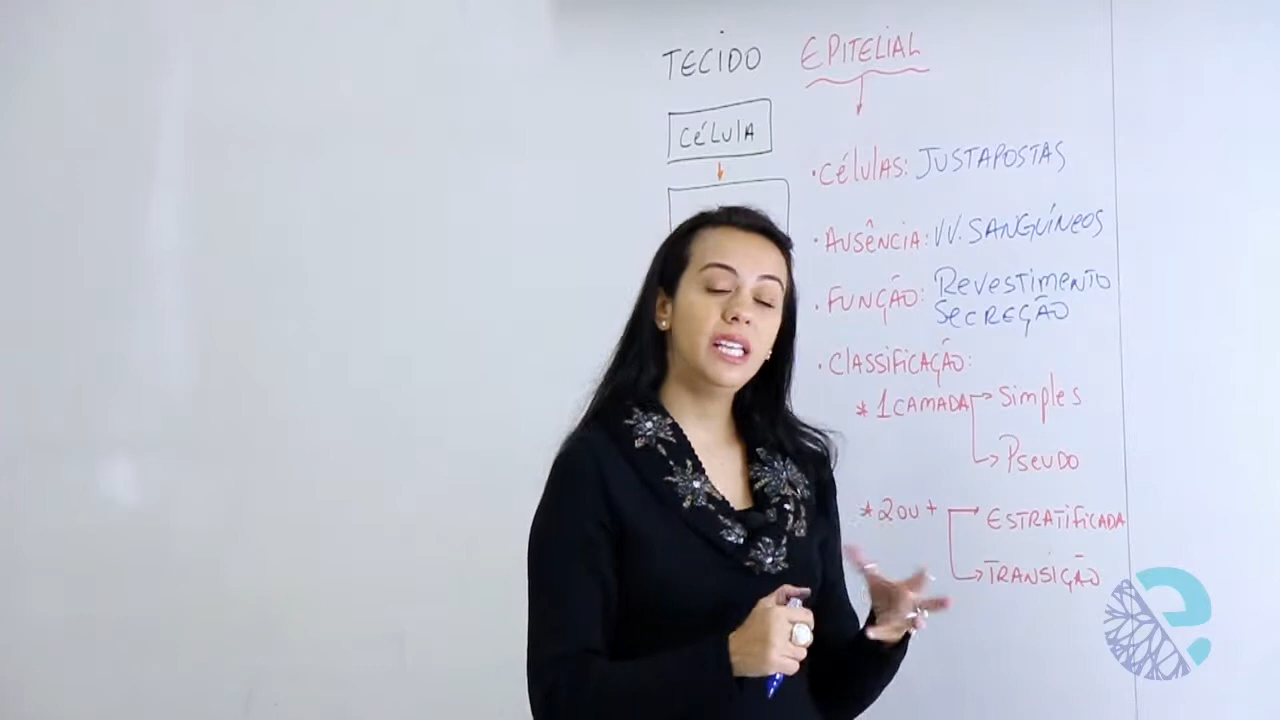 TECIDO EPITELIAL
CÉLULA
• CÉLULAS: JUSTAPOSTAS
• AUSÊNCIA: VV. SANGUÍNEOS
• FUNÇÃO: REVESTIMENTO
SECREÇÃO
• CLASSIFICAÇÃO:
* 1 CAMADA → SIMPLES
→ PSEUDO
* 2 OU + → ESTRATIFICADA
→ TRANSIÇÃO